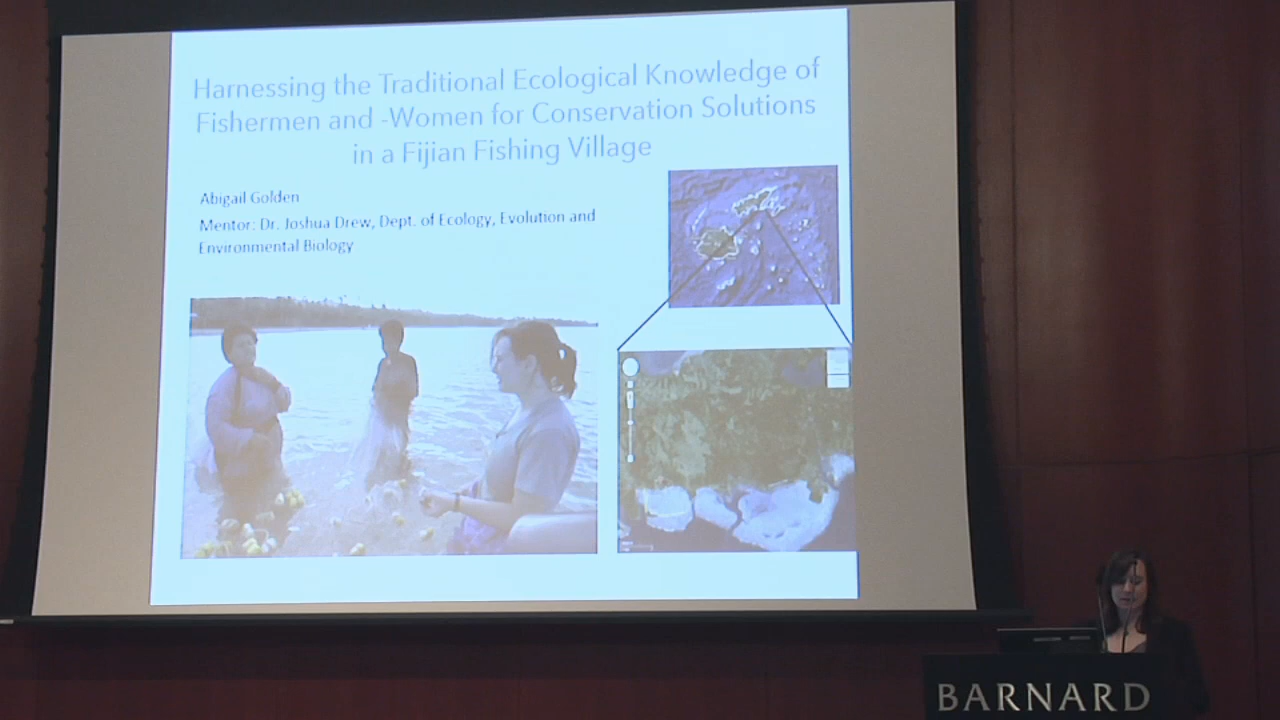 Harnessing the Traditional Ecological Knowledge of
Fishermen and -Women for Conservation Solutions
in a Fijian Fishing Village
Abigail Golden
Mentor: Dr. Joshua Drew, Dept. of Ecology, Evolution and
Environmental Biology
BARNARD